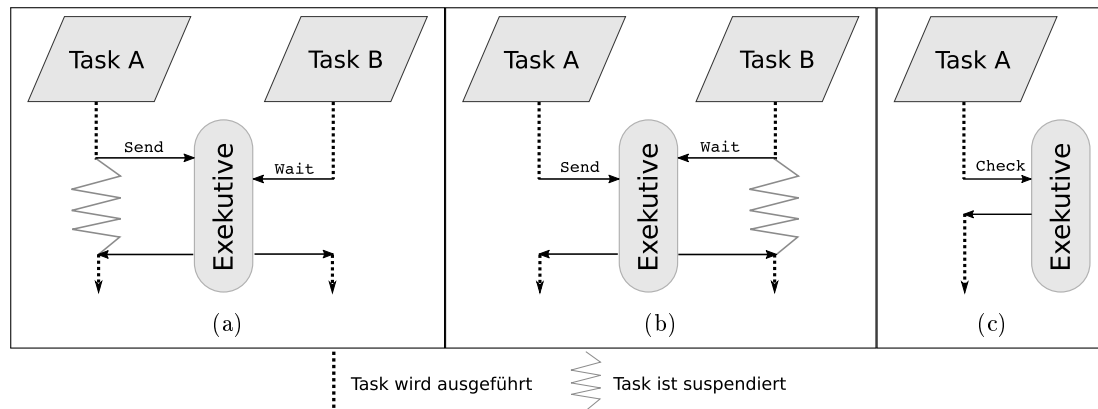 Task A
Task B
Send
Wait
Exekutive
(a)
Task A
Task B
Send
Wait
Exekutive
(b)
Task A
Check
Exekutive
(c)
Task wird ausgeführt
Task ist suspendiert